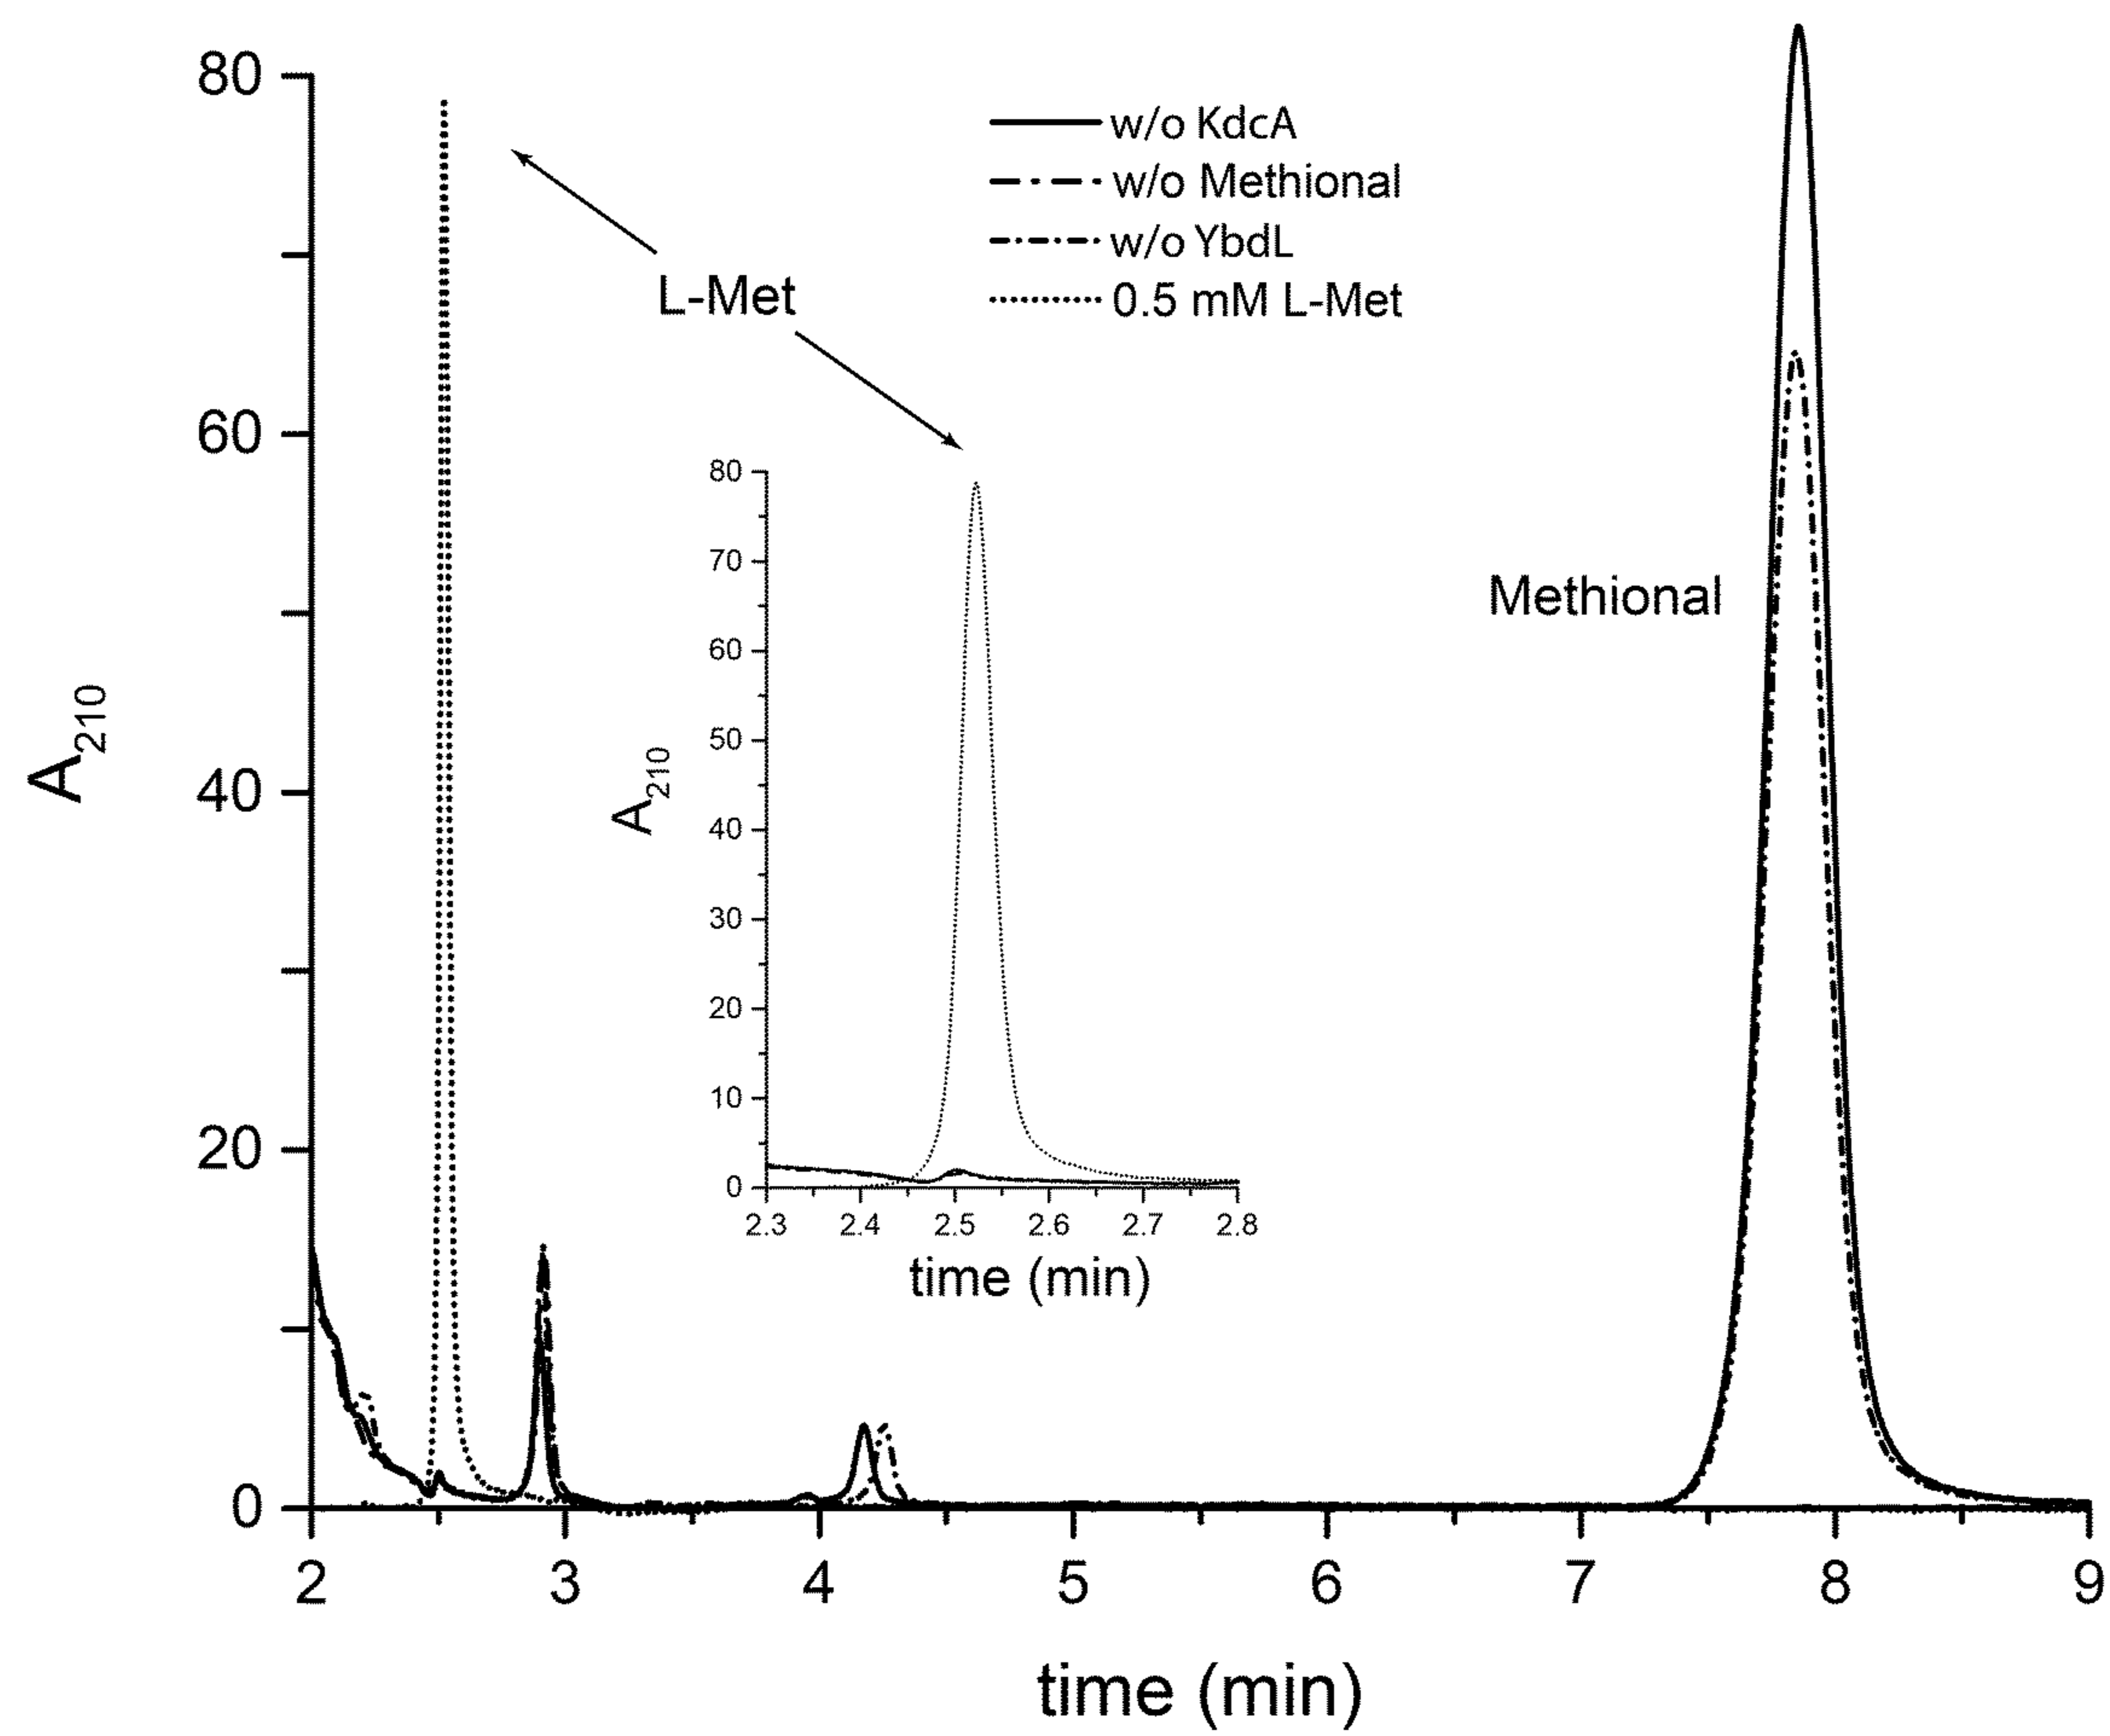 80
60
40
20
0
A210
2
3
4
5
6
7
8
9
time (min)
w/o KdcA
w/o Methional
w/o YbdL
0.5 mM L-Met
L-Met
Methional
80
70
60
50
40
30
20
10
0
A210
2.3
2.4
2.5
2.6
2.7
2.8
time (min)